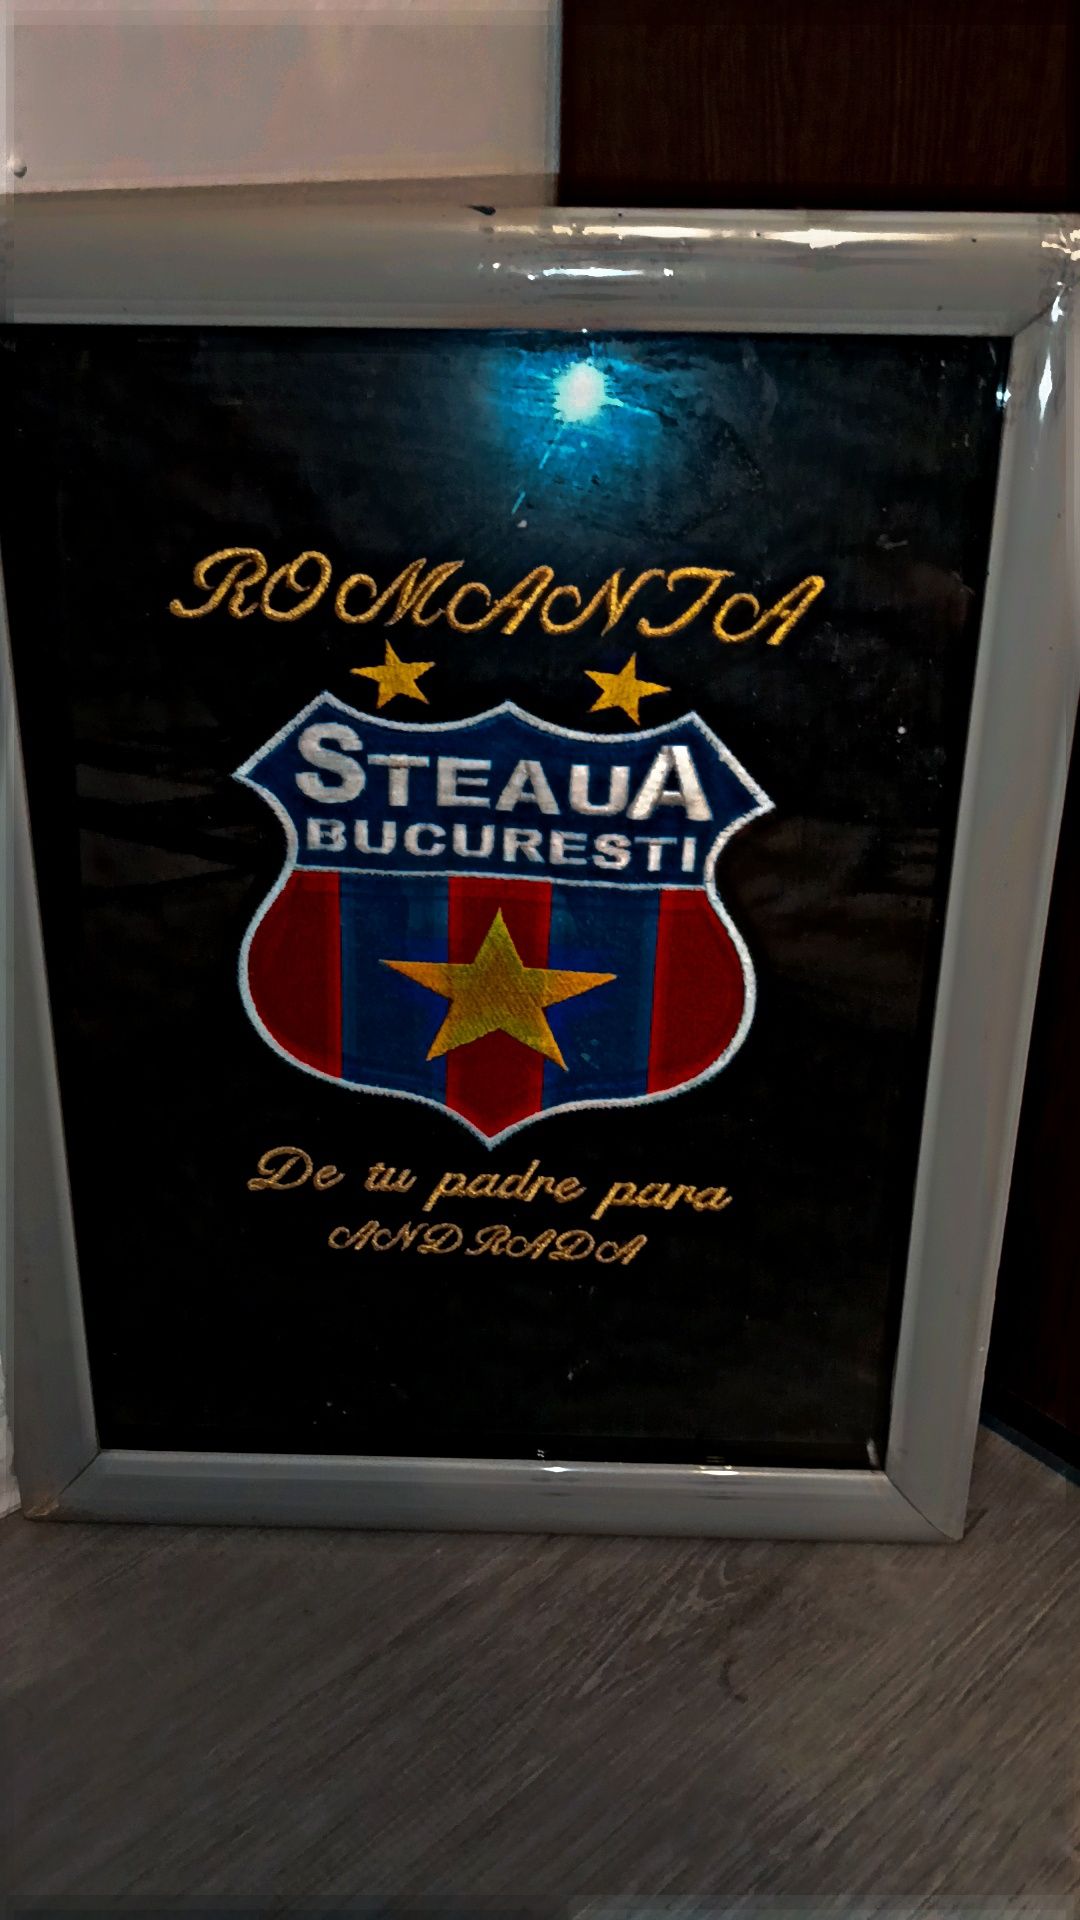 ROMANIA
STEAUA
BUCURESTI
De tu padre para
ANDRADA